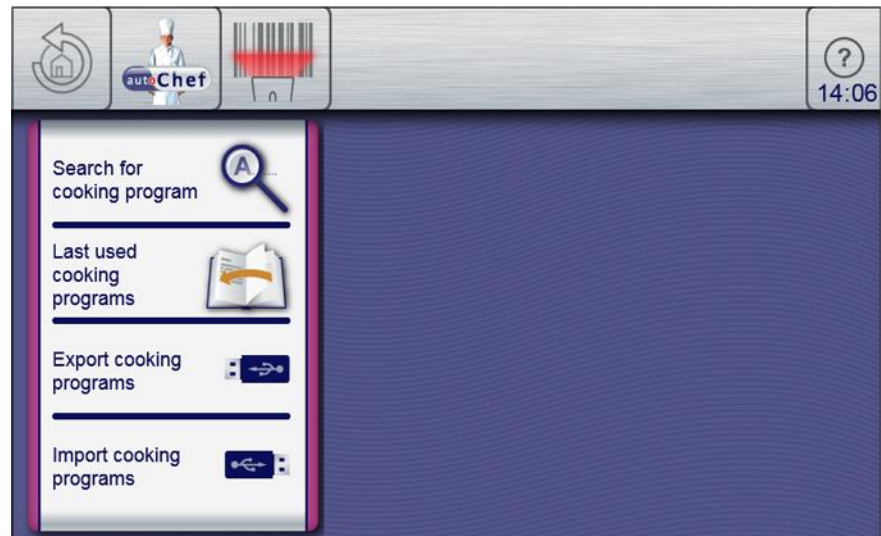 autoChef
?
14:06
Search for
cooking program
A...
Last used
cooking
programs
Export cooking
programs
Import cooking
programs